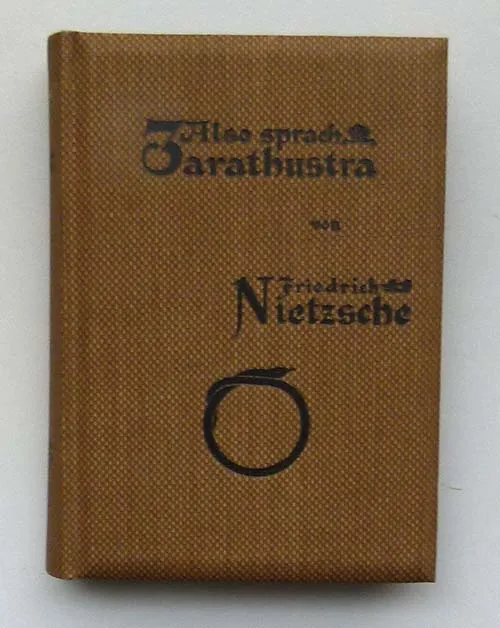 Also sprach
Zarathustra
von
Friedrich
Nietzsche